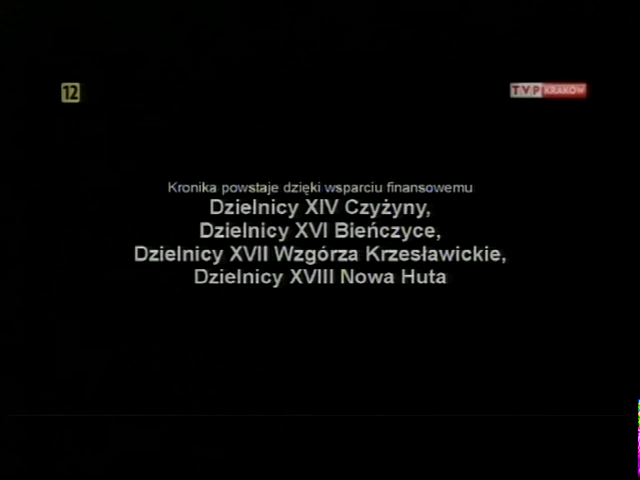 12
TVP KRAKÓW
Kronika powstaje dzięki wsparciu finansowemu
Dzielnicy XIV Czyżyny,
Dzielnicy XVI Bieńczyce,
Dzielnicy XVII Wzgórza Krzesławickie,
Dzielnicy XVIII Nowa Huta